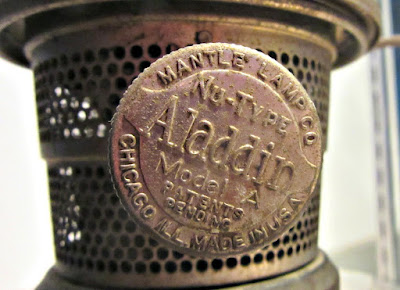 MANTLE LAMP CO
Nu-TYPE
Aladdin
Model A
PATENTS
PENDING
CHICAGO ILL. MADE IN U.S.A.